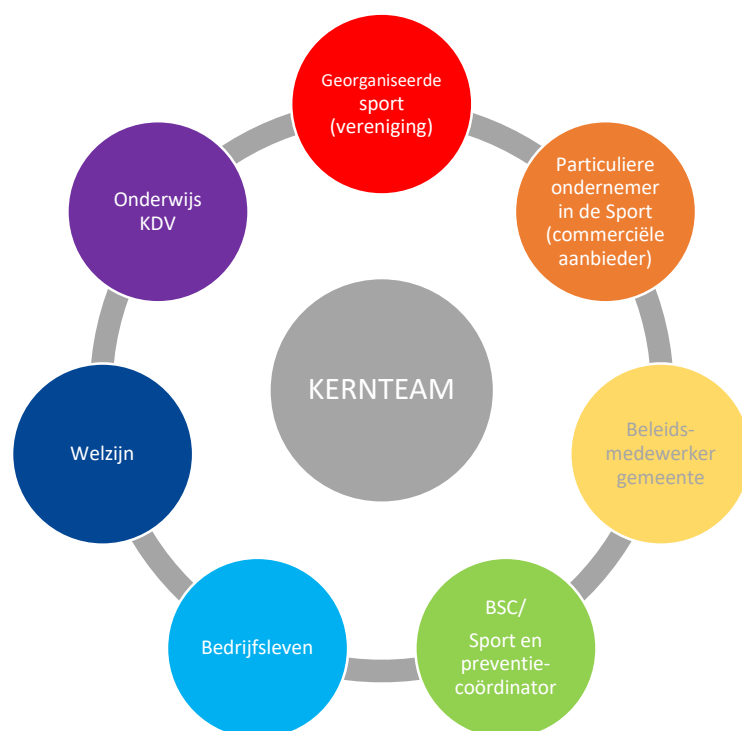 Georganiseerde
sport
(vereniging)
Particuliere
ondernemer
in de Sport
(commerciële
aanbieder)
Beleids-
medewerker
gemeente
BSC/
Sport en
preventie-
coördinator
Bedrijfsleven
Welzijn
Onderwijs
KDV
KERNTEAM